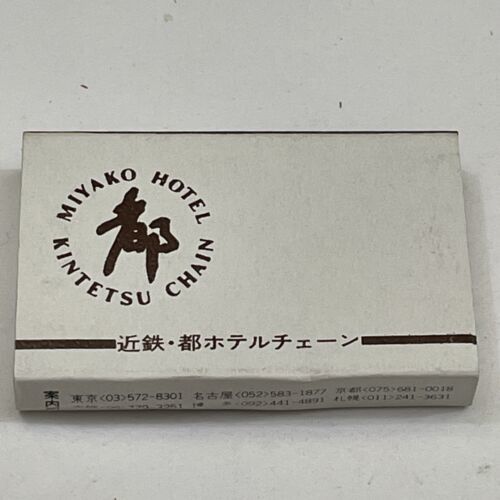 MIYAKO HOTEL
都
KINTETSU CHAIN
近鉄・都ホテルチェーン
案内
東京<03>572-8301 名古屋<052>583-1877 京都<075>681-0018
<092>441-4891 札幌<011>241-3631